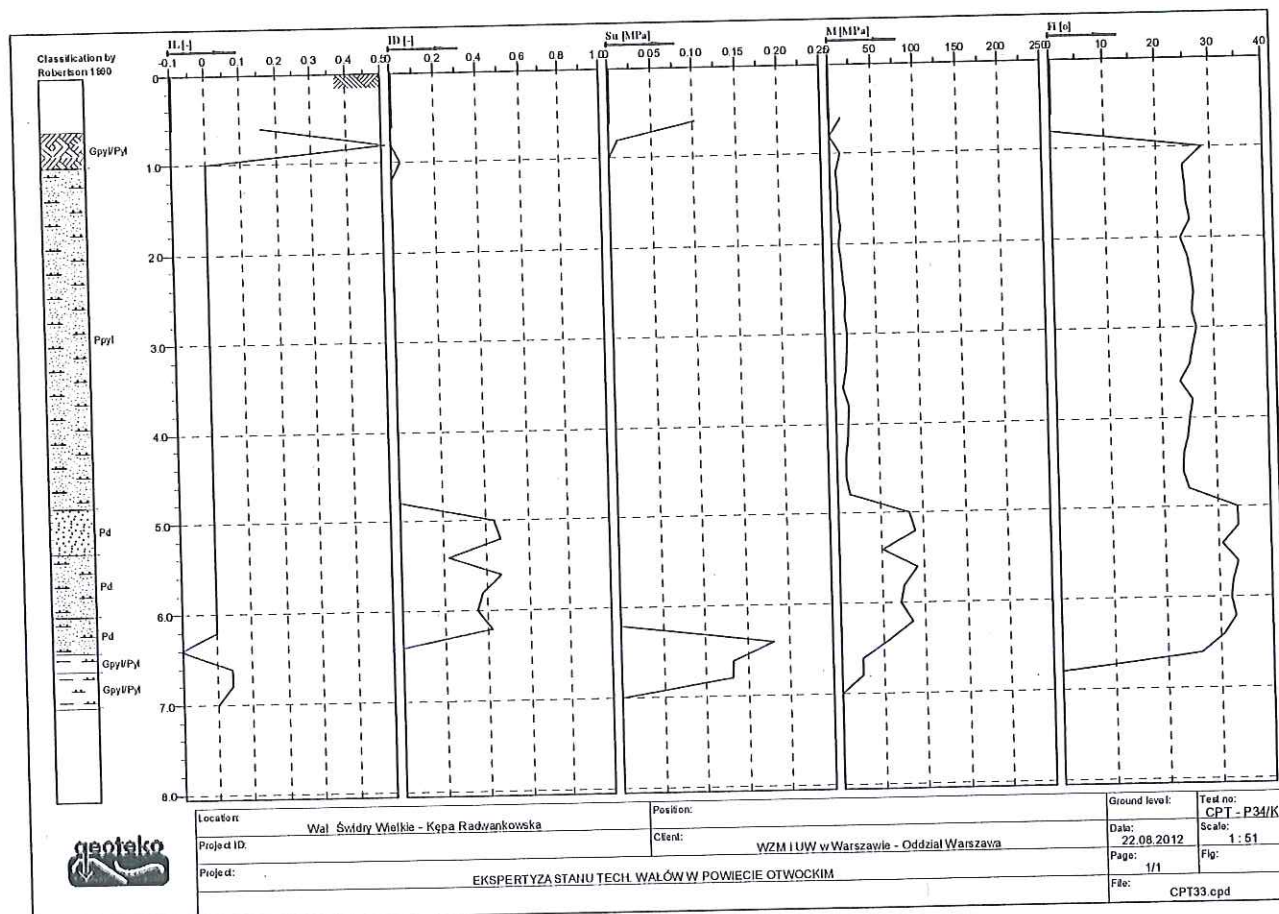 Classification by
Robertson 1990
IL [-]
-0.1 0 0.1 0.2 0.3 0.4 0.5
ID [-]
0 0.2 0.4 0.6 0.8 1.0
Su [MPa]
0 0.05 0.10 0.15 0.20 0.25
M [MPa]
0 50 100 150 200 250
Fi [o]
0 10 20 30 40
0
1.0
2.0
3.0
4.0
5.0
6.0
7.0
8.0
Gpyl/Pyl
Ppyl
Pd
Pd
Pd
Gpyl/Pyl
Gpyl/Pyl
geoteko
Location:
Wał Świdry Wielkie - Kępa Radwankowska
Position:
Ground level:
Test no:
CPT - P34/K
Project ID:
Client:
WZM i UW w Warszawie - Oddział Warszawa
Date:
22.08.2012
Scale:
1 : 51
Project:
EKSPERTYZA STANU TECH. WAŁÓW W POWIECIE OTWOCKIM
Page:
1/1
Fig:
File:
CPT33.cpd